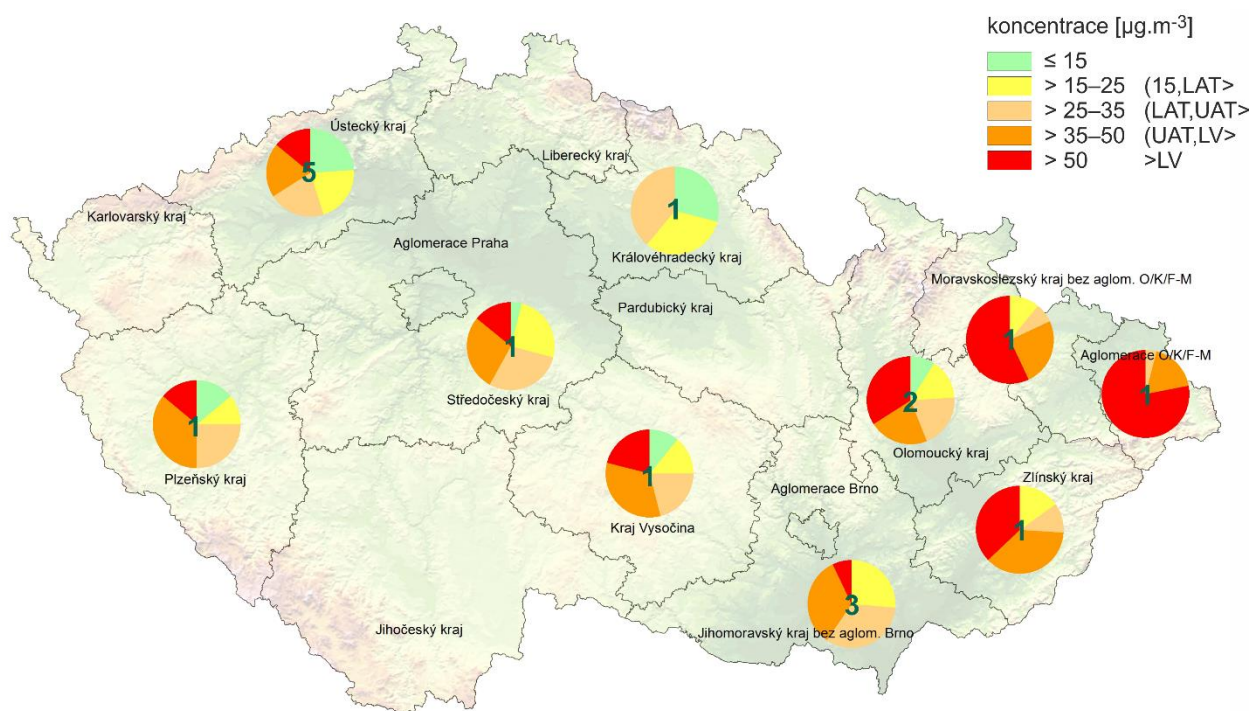 koncentrace [µg.m-3]
≤ 15
> 15–25 (15,LAT>
> 25–35 (LAT,UAT>
> 35–50 (UAT,LV>
> 50 >LV
Ústecký kraj
5
Liberecký kraj
Karlovarský kraj
1
Aglomerace Praha
Královéhradecký kraj
Moravskoslezský kraj bez aglom. O/K/F-M
Pardubický kraj
1
1
Aglomerace O/K/F-M
Středočeský kraj
1
2
1
Olomoucký kraj
Plzeňský kraj
1
Zlínský kraj
Aglomerace Brno
Kraj Vysočina
1
3
Jihočeský kraj
Jihomoravský kraj bez aglom. Brno